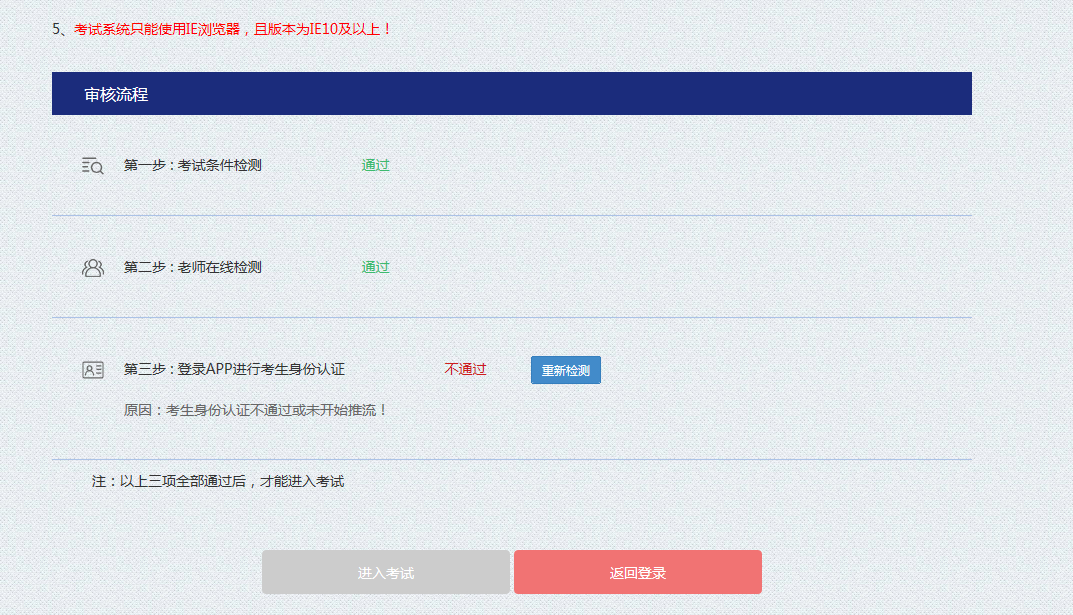 5、考试系统只能使用IE浏览器，且版本为IE10及以上！
审核流程
第一步：考试条件检测 通过
第二步：老师在线检测 通过
第三步：登录APP进行考生身份认证 不通过 重新检测
原因：考生身份认证不通过或未开始推流！
注：以上三项全部通过后，才能进入考试
进入考试 返回登录